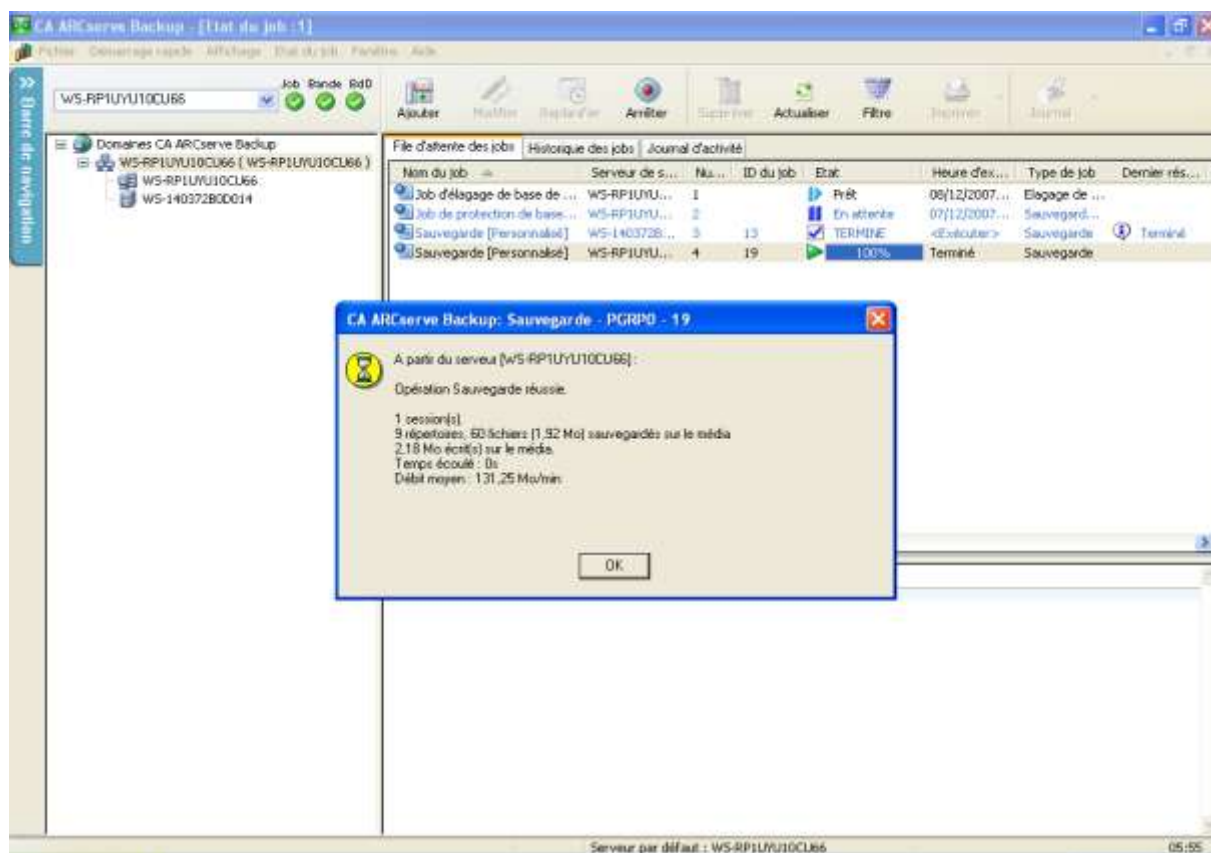 CA ARCserve Backup - [Etat du job :1]
Fichier Démarrage rapide Affichage Etat du job Fenêtre Aide
Barre de navigation
WS-RP1UYU10CU66
Job Bande BdD
Ajouter Modifier Replanifier Arrêter Supprimer Actualiser Filtre Imprimer Journal
Domaines CA ARCserve Backup
WS-RP1UYU10CU66 ( WS-RP1UYU10CU66 )
WS-RP1UYU10CU66
WS-140372B0D014
File d'attente des jobs Historique des jobs Journal d'activité
Nom du job Serveur de s... Nu... ID du job Etat Heure d'ex... Type de job Dernier rés...
Job d'élagage de base de ... WS-RP1UYU... 1 Prêt 08/12/2007... Elagage de ...
Job de protection de base... WS-RP1UYU... 2 En attente 07/12/2007... Sauvegard...
Sauvegarde [Personnalisé] WS-140372B... 3 13 TERMINE <Exécuter> Sauvegarde Terminé
Sauvegarde [Personnalisé] WS-RP1UYU... 4 19 100% Terminé Sauvegarde
CA ARCserve Backup: Sauvegarde - PGRP0 - 19
A partir du serveur [WS-RP1UYU10CU66] :
Opération Sauvegarde réussie.
1 session(s)
9 répertoires, 60 fichiers (1,92 Mo) sauvegardés sur le média
2,18 Mo écrit(s) sur le média.
Temps écoulé : 0s
Débit moyen : 131,25 Mo/min
OK
Serveur par défaut : WS-RP1UYU10CU66
05:55